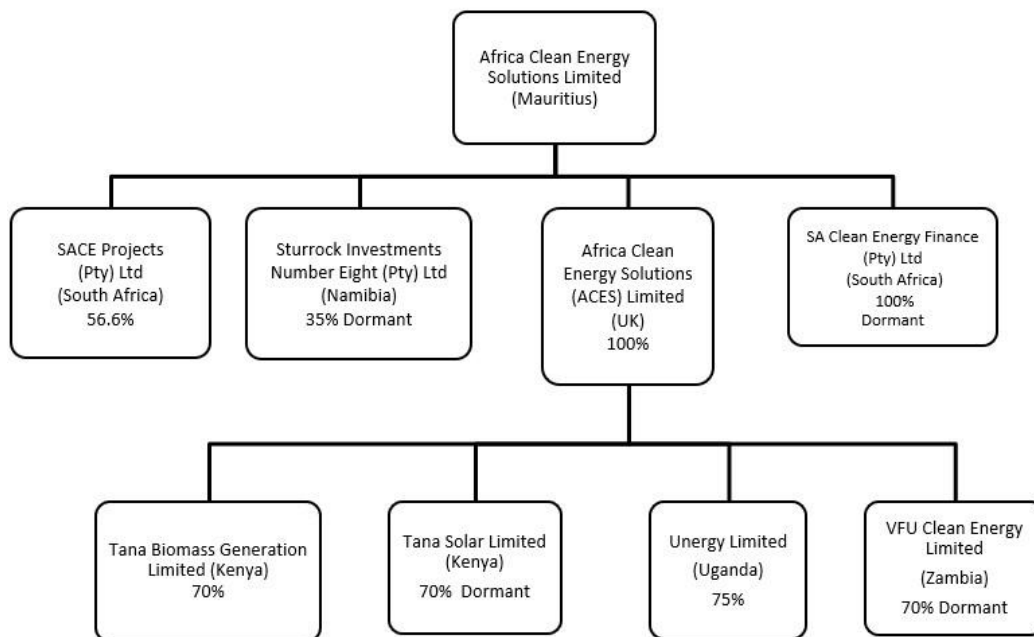 Africa Clean Energy
Solutions Limited
(Mauritius)
SACE Projects
(Pty) Ltd
(South Africa)
56.6%
Sturrock Investments
Number Eight (Pty) Ltd
(Namibia)
35% Dormant
Africa Clean
Energy Solutions
(ACES) Limited
(UK)
100%
SA Clean Energy Finance
(Pty) Ltd
(South Africa)
100%
Dormant
Tana Biomass Generation
Limited (Kenya)
70%
Tana Solar Limited
(Kenya)
70% Dormant
Unergy Limited
(Uganda)
75%
VFU Clean Energy
Limited
(Zambia)
70% Dormant